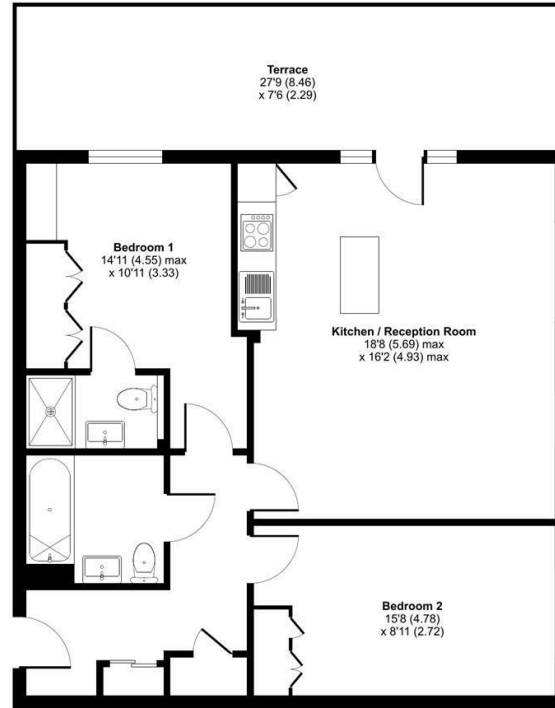 Terrace
27'9 (8.46)
x 7'6 (2.29)
Bedroom 1
14'11 (4.55) max
x 10'11 (3.33)
Kitchen / Reception Room
18'8 (5.69) max
x 16'2 (4.93) max
Bedroom 2
15'8 (4.78)
x 8'11 (2.72)